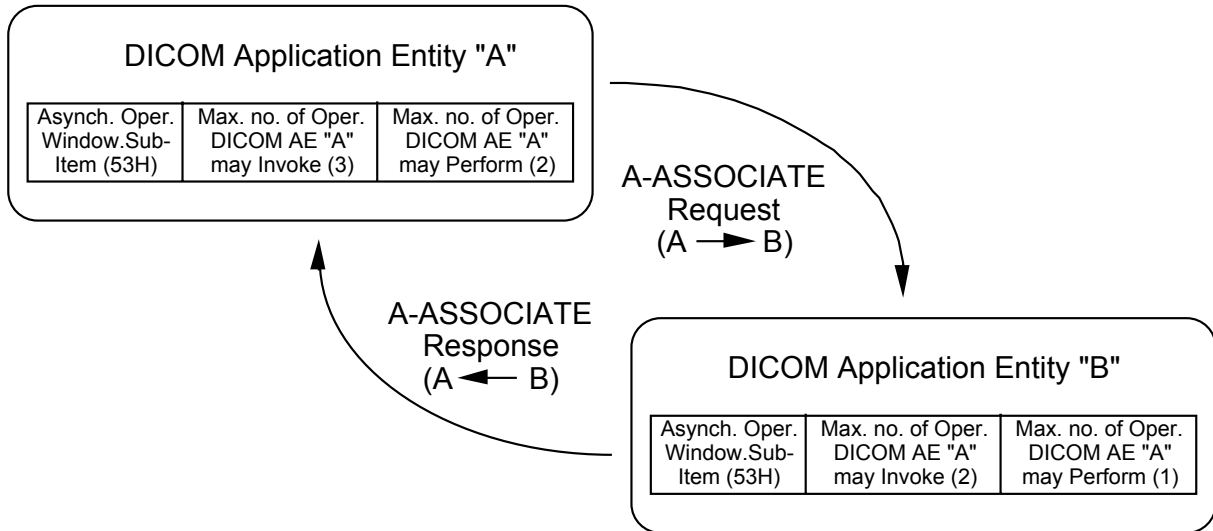 DICOM Application Entity "A"
Asynch. Oper.
Window.Sub-
Item (53H)
Max. no. of Oper.
DICOM AE "A"
may Invoke (3)
Max. no. of Oper.
DICOM AE "A"
may Perform (2)
A-ASSOCIATE
Request
(A B)
A-ASSOCIATE
Response
(A B)
DICOM Application Entity "B"
Asynch. Oper.
Window.Sub-
Item (53H)
Max. no. of Oper.
DICOM AE "A"
may Invoke (2)
Max. no. of Oper.
DICOM AE "A"
may Perform (1)